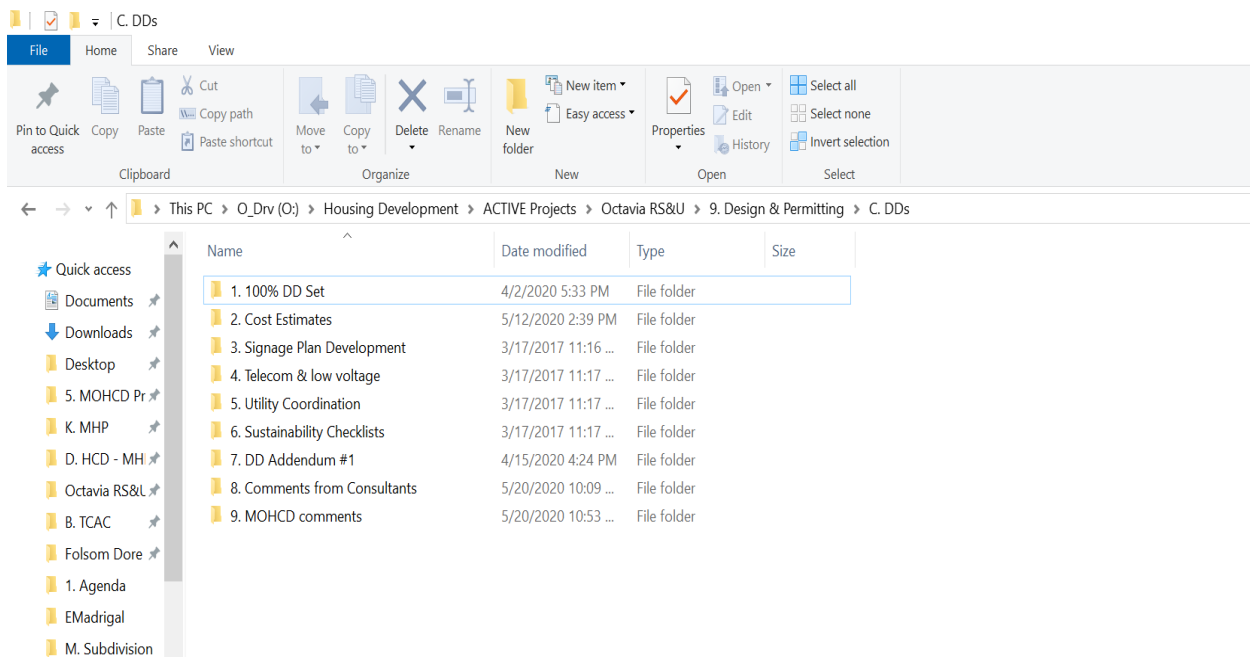 C. DDs
File Home Share View
Cut
Copy path
Paste shortcut
Pin to Quick access
Copy
Paste
Clipboard
Move to
Copy to
Delete
Rename
Organize
New folder
New item
Easy access
New
Properties
Open
Edit
History
Open
Select all
Select none
Invert selection
Select
This PC > O_Drv (O:) > Housing Development > ACTIVE Projects > Octavia RS&U > 9. Design & Permitting > C. DDs
Name Date modified Type Size
1. 100% DD Set 4/2/2020 5:33 PM File folder
2. Cost Estimates 5/12/2020 2:39 PM File folder
3. Signage Plan Development 3/17/2017 11:16 ... File folder
4. Telecom & low voltage 3/17/2017 11:17 ... File folder
5. Utility Coordination 3/17/2017 11:17 ... File folder
6. Sustainability Checklists 3/17/2017 11:17 ... File folder
7. DD Addendum #1 4/15/2020 4:24 PM File folder
8. Comments from Consultants 5/20/2020 10:09 ... File folder
9. MOHCD comments 5/20/2020 10:53 ... File folder
Quick access
Documents
Downloads
Desktop
5. MOHCD Pr
K. MHP
D. HCD - MH
Octavia RS&U
B. TCAC
Folsom Dore
1. Agenda
EMadrigal
M. Subdivision